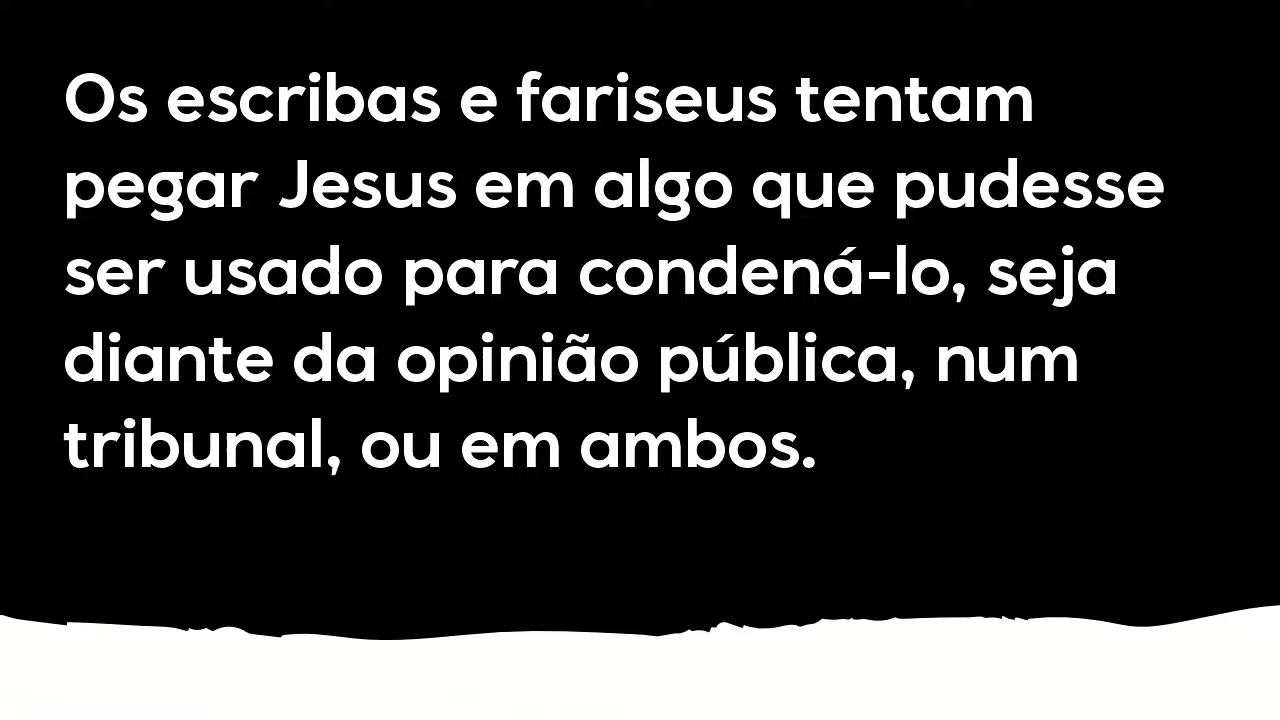 Os escribas e fariseus tentam
pegar Jesus em algo que pudesse
ser usado para condená-lo, seja
diante da opinião pública, num
tribunal, ou em ambos.